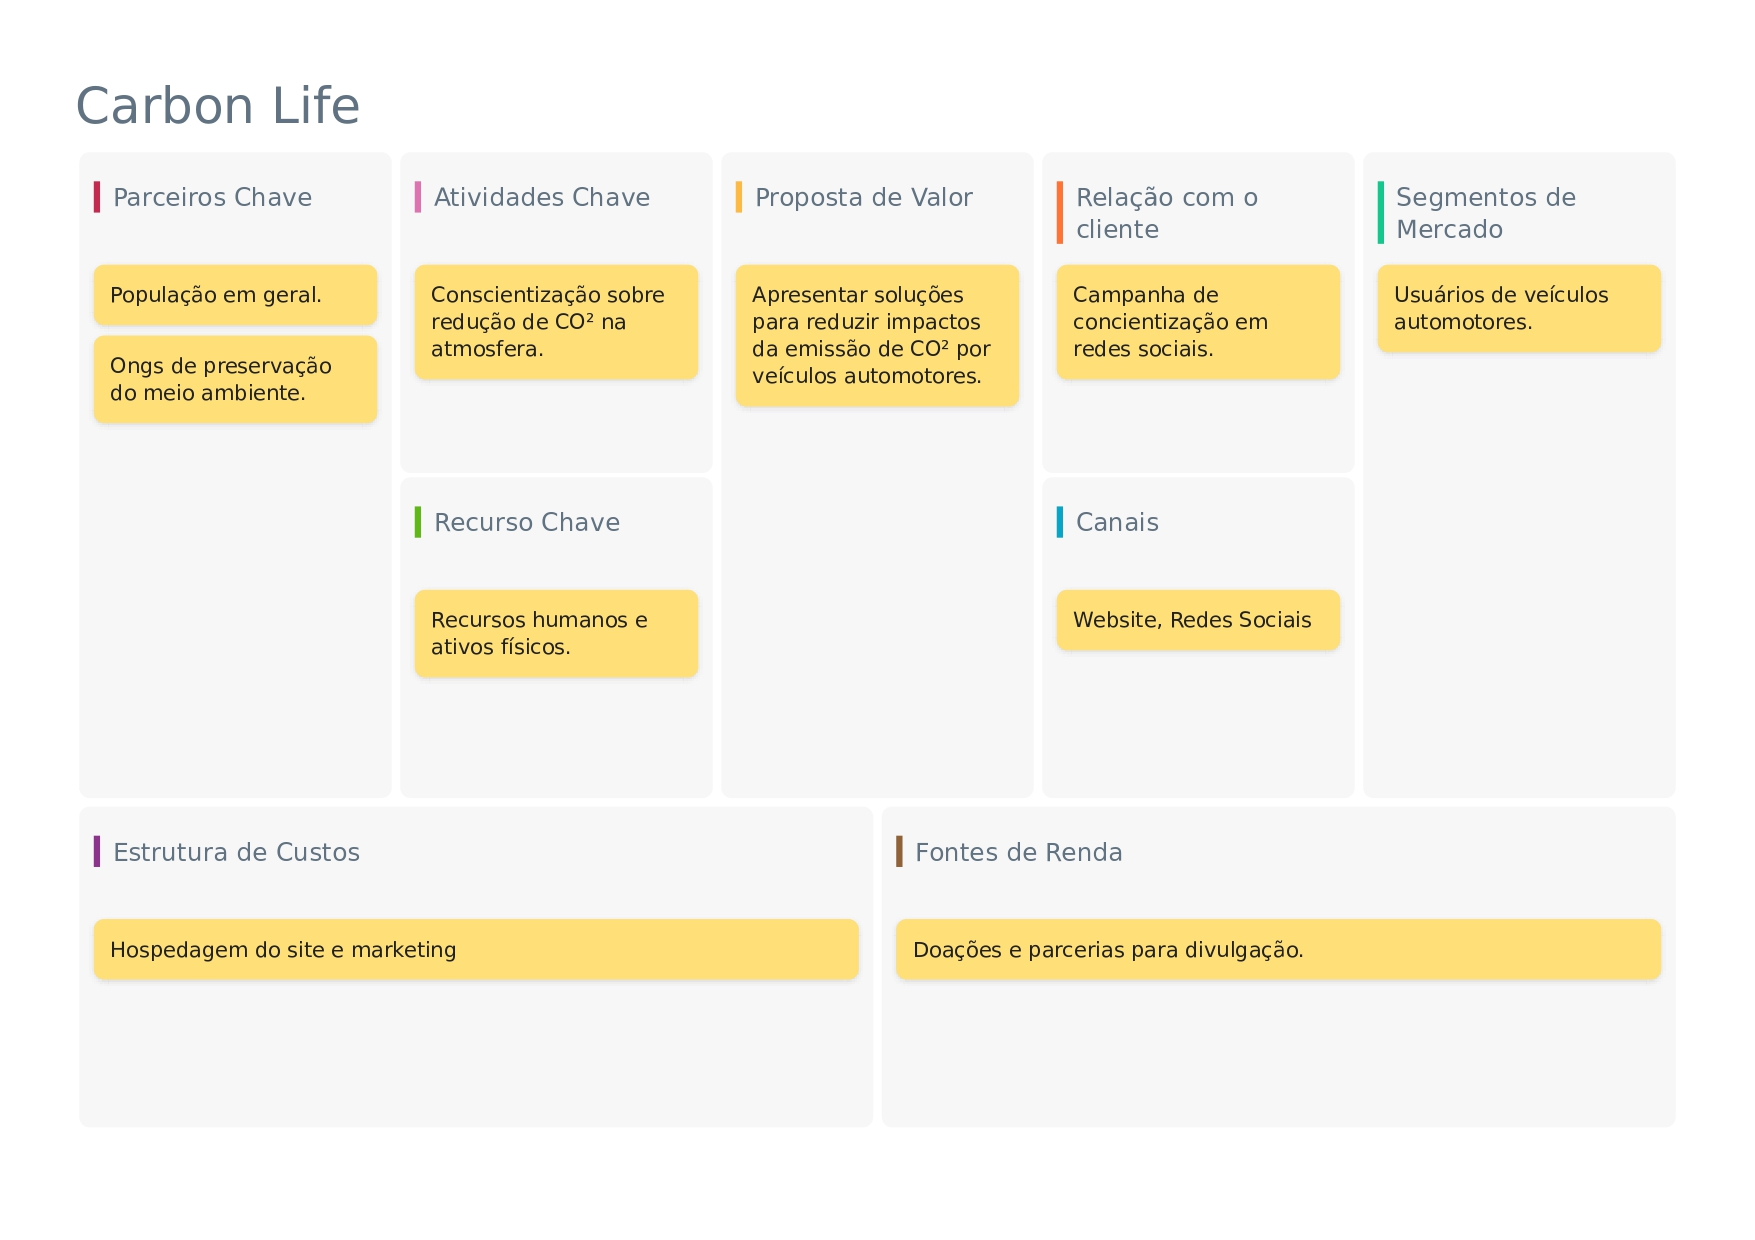 Carbon Life
Parceiros Chave
População em geral.
Ongs de preservação
do meio ambiente.
Atividades Chave
Conscientização sobre
redução de CO² na
atmosfera.
Recurso Chave
Recursos humanos e
ativos físicos.
Proposta de Valor
Apresentar soluções
para reduzir impactos
da emissão de CO² por
veículos automotores.
Relação com o
cliente
Campanha de
concientização em
redes sociais.
Canais
Website, Redes Sociais
Segmentos de
Mercado
Usuários de veículos
automotores.
Estrutura de Custos
Hospedagem do site e marketing
Fontes de Renda
Doações e parcerias para divulgação.